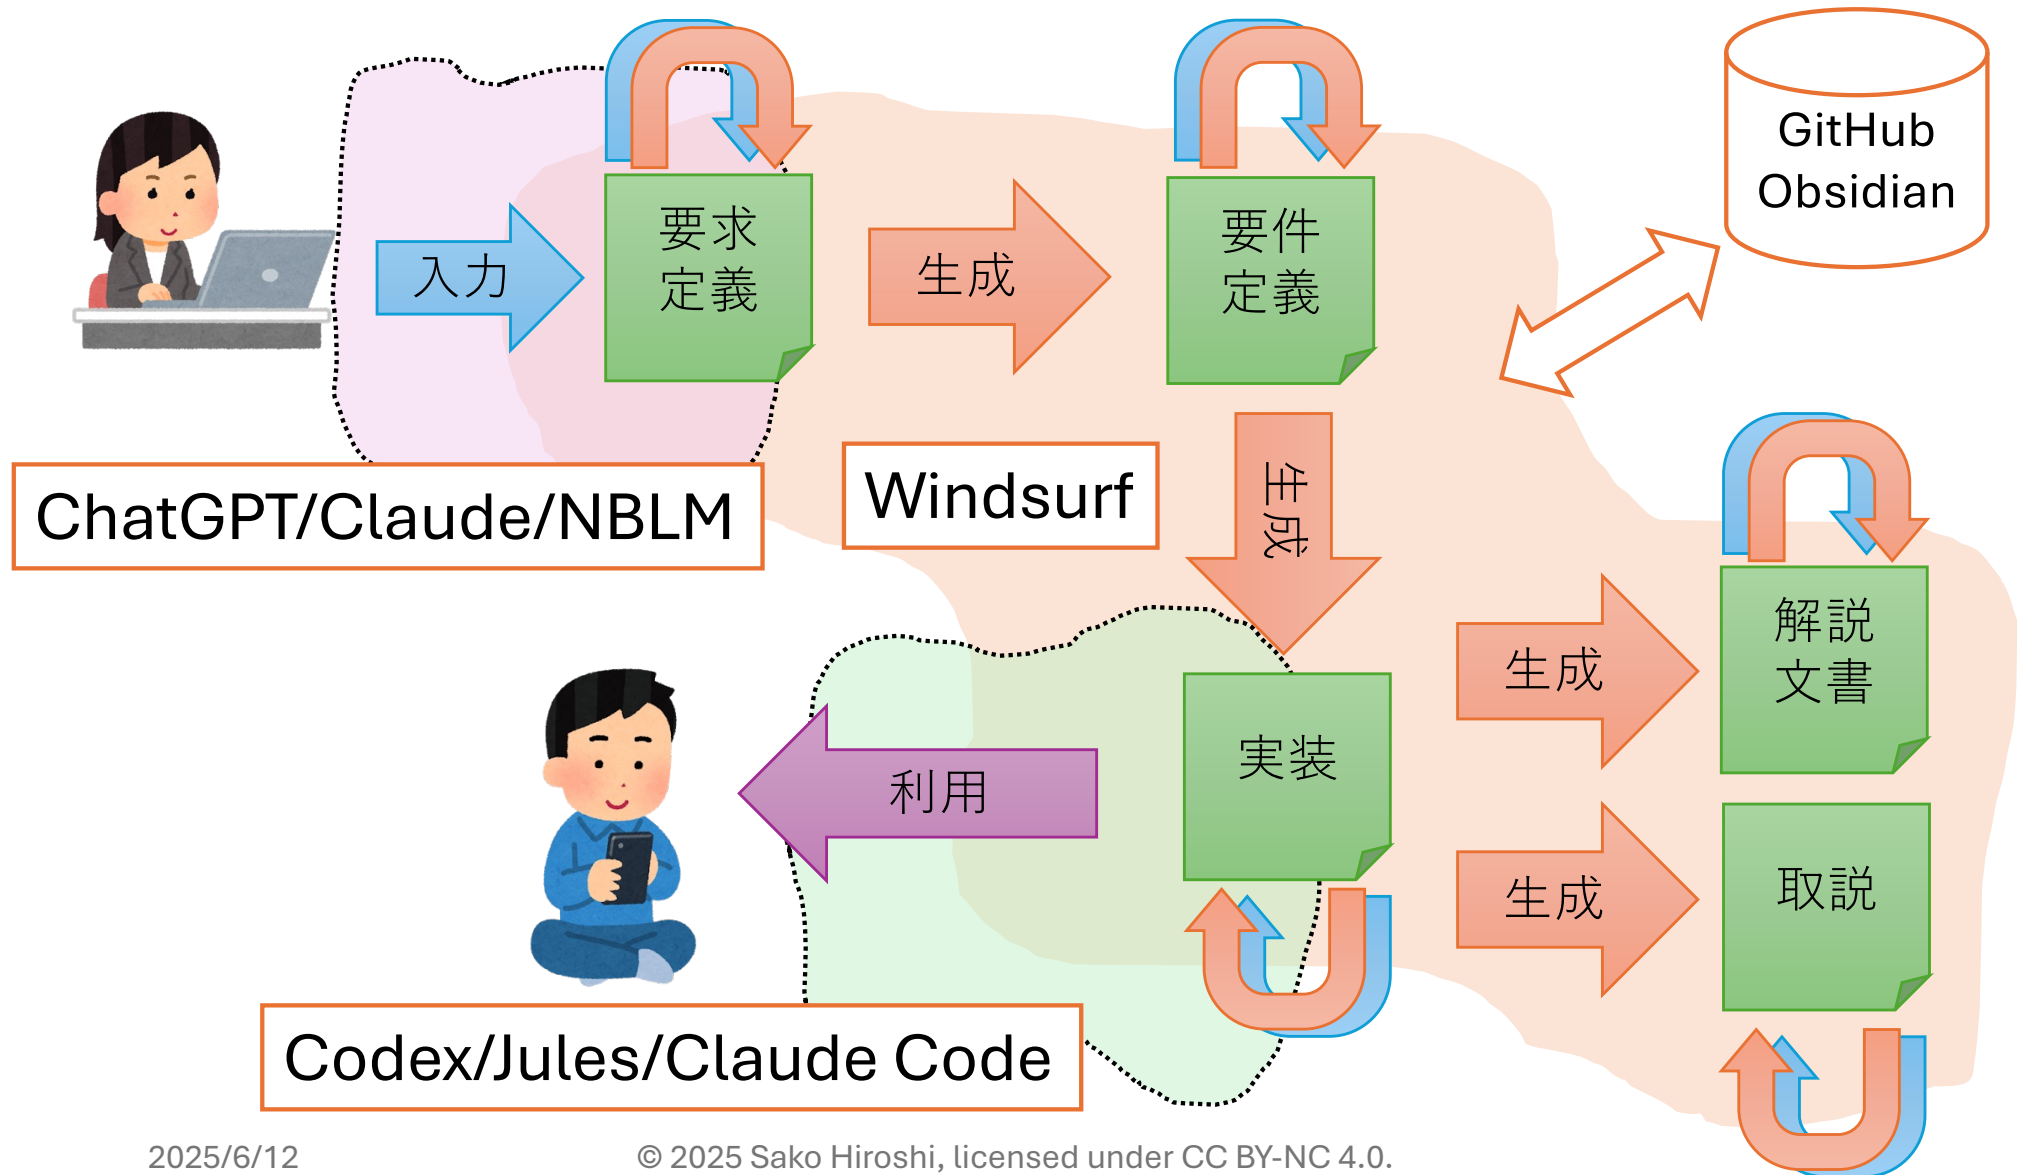 GitHub
Obsidian
入力
要求
定義
生成
要件
定義
ChatGPT/Claude/NBLM
Windsurf
生成
生成
解説
文書
実装
利用
生成
取説
Codex/Jules/Claude Code
2025/6/12
© 2025 Sako Hiroshi, licensed under CC BY-NC 4.0.